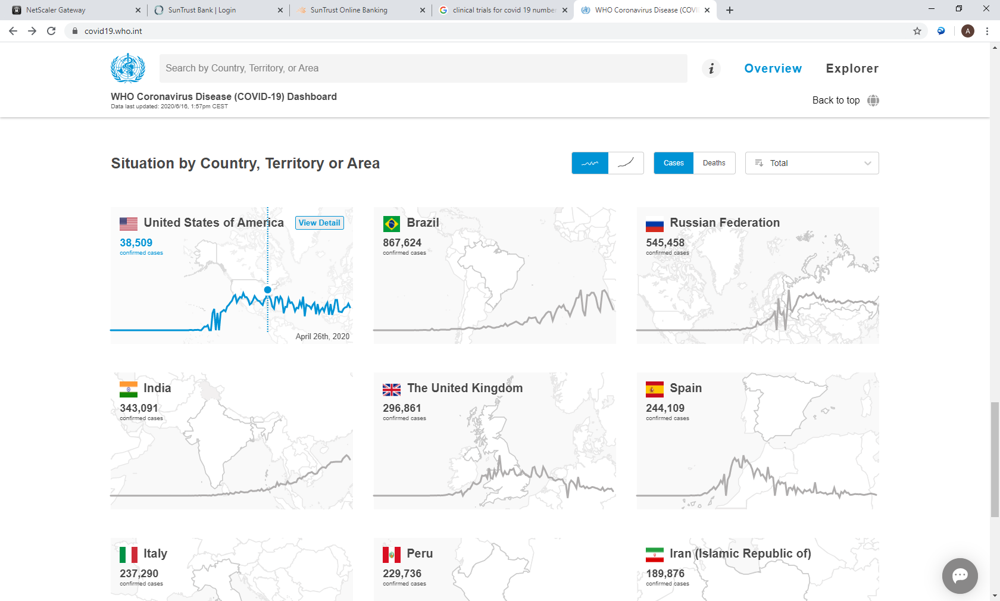 NetScaler Gateway
SunTrust Bank | Login
SunTrust Online Banking
clinical trials for covid 19 number
WHO Coronavirus Disease (COVI
covid19.who.int
A
Search by Country, Territory, or Area
i
Overview
Explorer
WHO Coronavirus Disease (COVID-19) Dashboard
Data last updated: 2020/6/16, 1:57pm CEST
Back to top
Situation by Country, Territory or Area
Cases
Deaths
Total
United States of America
View Detail
38,509
confirmed cases
April 26th, 2020
Brazil
867,624
confirmed cases
Russian Federation
545,458
confirmed cases
India
343,091
confirmed cases
The United Kingdom
296,861
confirmed cases
Spain
244,109
confirmed cases
Italy
237,290
confirmed cases
Peru
229,736
confirmed cases
Iran (Islamic Republic of)
189,876
confirmed cases